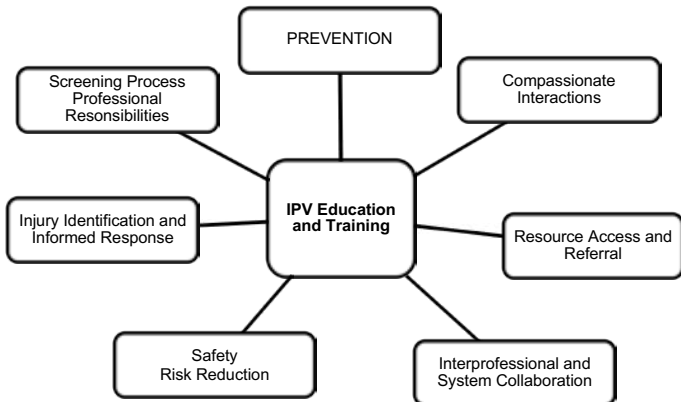 PREVENTION
Screening Process
Professional
Resonsibilities
Compassionate
Interactions
IPV Education
and Training
Injury Identification and
Informed Response
Resource Access and
Referral
Safety
Risk Reduction
Interprofessional and
System Collaboration